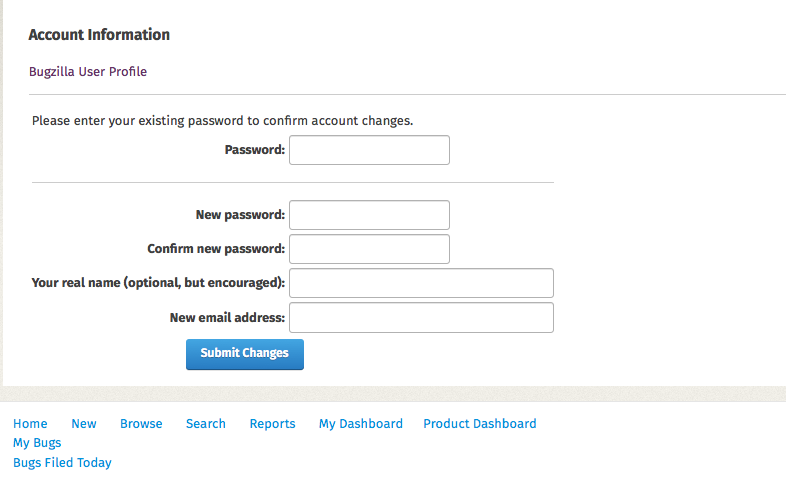 Account Information
Bugzilla User Profile
Please enter your existing password to confirm account changes.
Password:
New password:
Confirm new password:
Your real name (optional, but encouraged):
New email address:
Submit Changes
Home New Browse Search Reports My Dashboard Product Dashboard
My Bugs
Bugs Filed Today